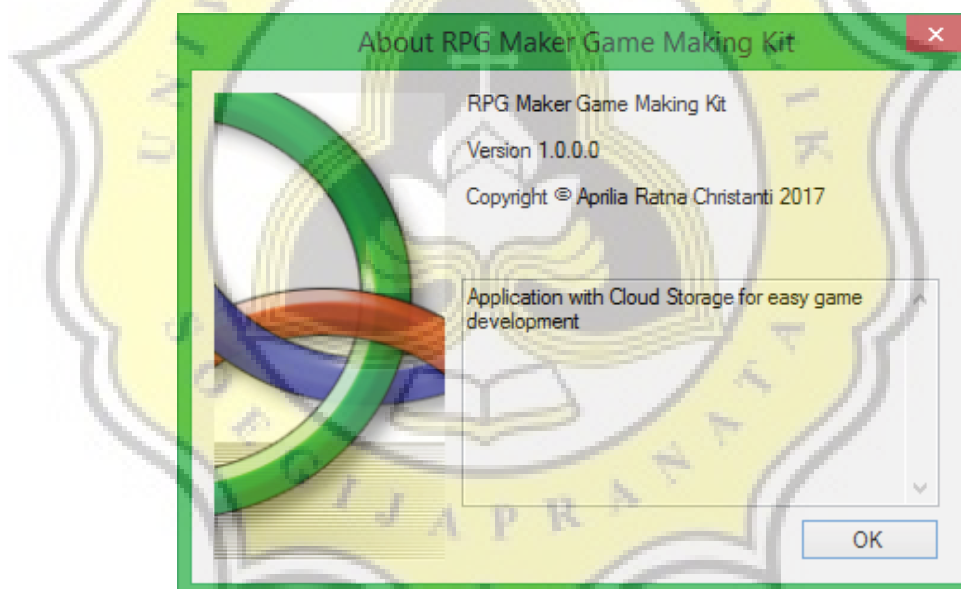 About RPG Maker Game Making Kit
RPG Maker Game Making Kit
Version 1.0.0.0
Copyright © Aprilia Ratna Christanti 2017
Application with Cloud Storage for easy game
development
OK
GIJAPRANATA